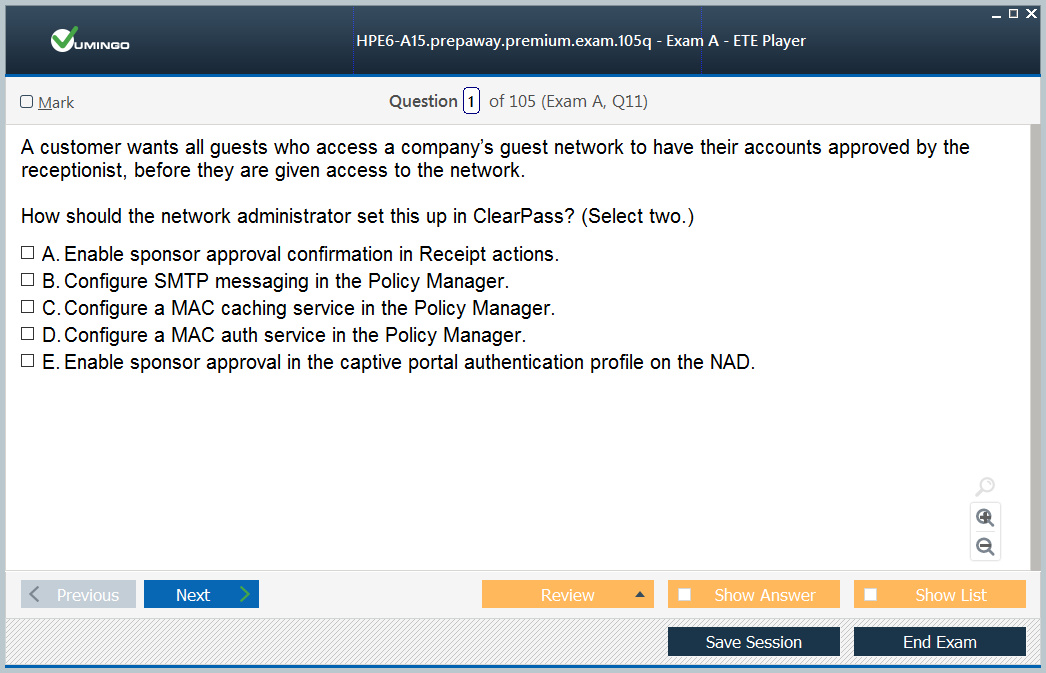 VUMINGO
HPE6-A15.prepaway.premium.exam.105q - Exam A - ETE Player
Mark
Question 1 of 105 (Exam A, Q11)
A customer wants all guests who access a company’s guest network to have their accounts approved by the
receptionist, before they are given access to the network.
How should the network administrator set this up in ClearPass? (Select two.)
A. Enable sponsor approval confirmation in Receipt actions.
B. Configure SMTP messaging in the Policy Manager.
C. Configure a MAC caching service in the Policy Manager.
D. Configure a MAC auth service in the Policy Manager.
E. Enable sponsor approval in the captive portal authentication profile on the NAD.
Previous Next Review Show Answer Show List
Save Session End Exam